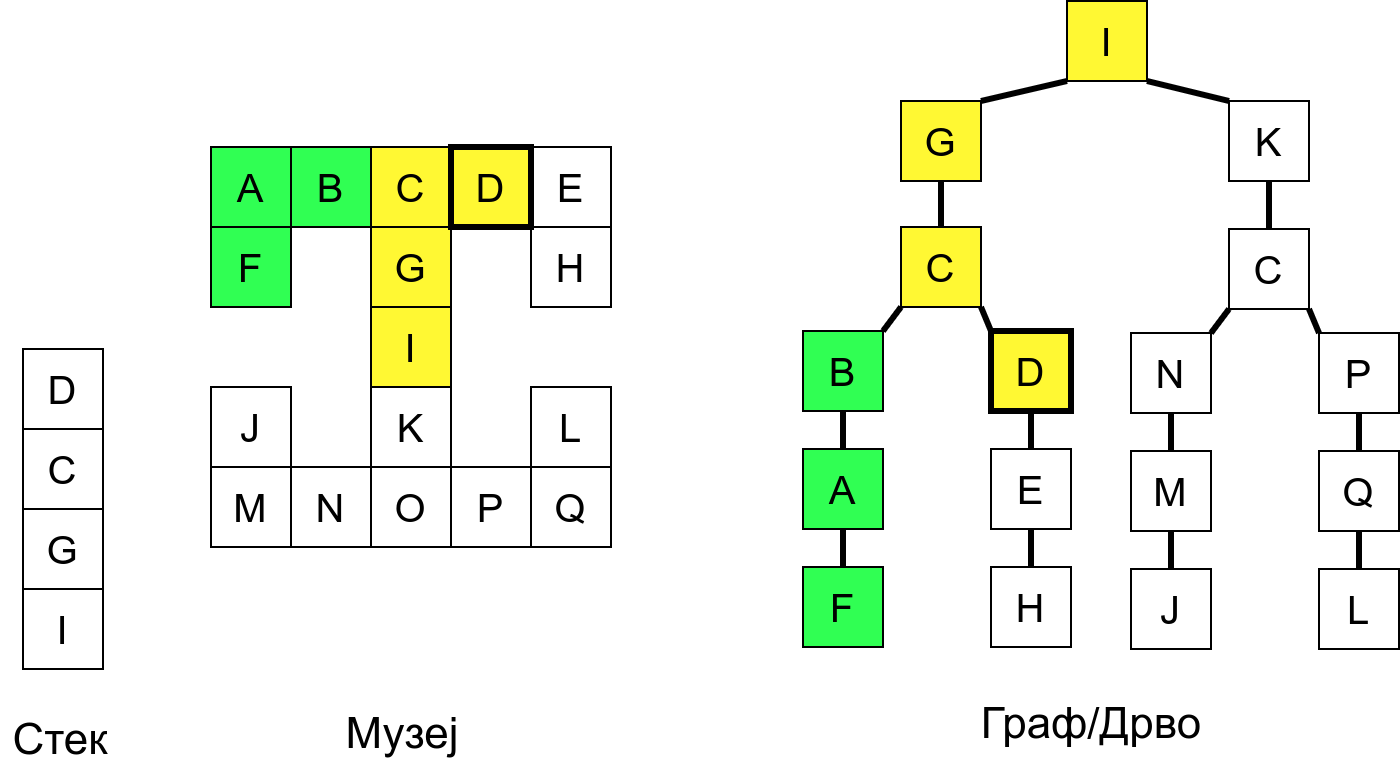 I
G K
A B C D E
F G H
C C
I
D
B D N P
J K L
C
A E M Q
M N O P Q
G
F H J L
I
Стек
Музеј
Граф/Дрво